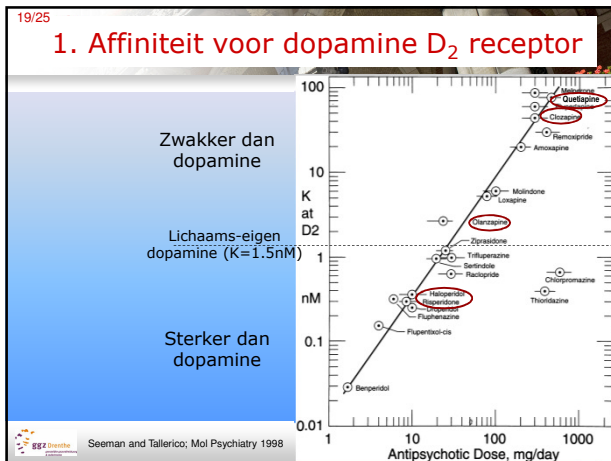 19/25
1. Affiniteit voor dopamine D₂ receptor
Zwakker dan
dopamine
Lichaams-eigen
dopamine (K=1.5nM)
Sterker dan
dopamine
ggz Drenthe
Seeman and Tallerico; Mol Psychiatry 1998
100
10
K
at
D2
1
nM
0.1
0.01
Quetiapine
Clozapine
Remoxipride
Amoxapine
Molindone
Loxapine
Olanzapine
Ziprasidone
Trifluperazine
Sertindole
Raclopride
Chlorpromazine
Thioridazine
Haloperidol
Risperidone
Droperidol
Fluphenazine
Flupentixol-cis
Benperidol
1 10 100 1000
Antipsychotic Dose, mg/day